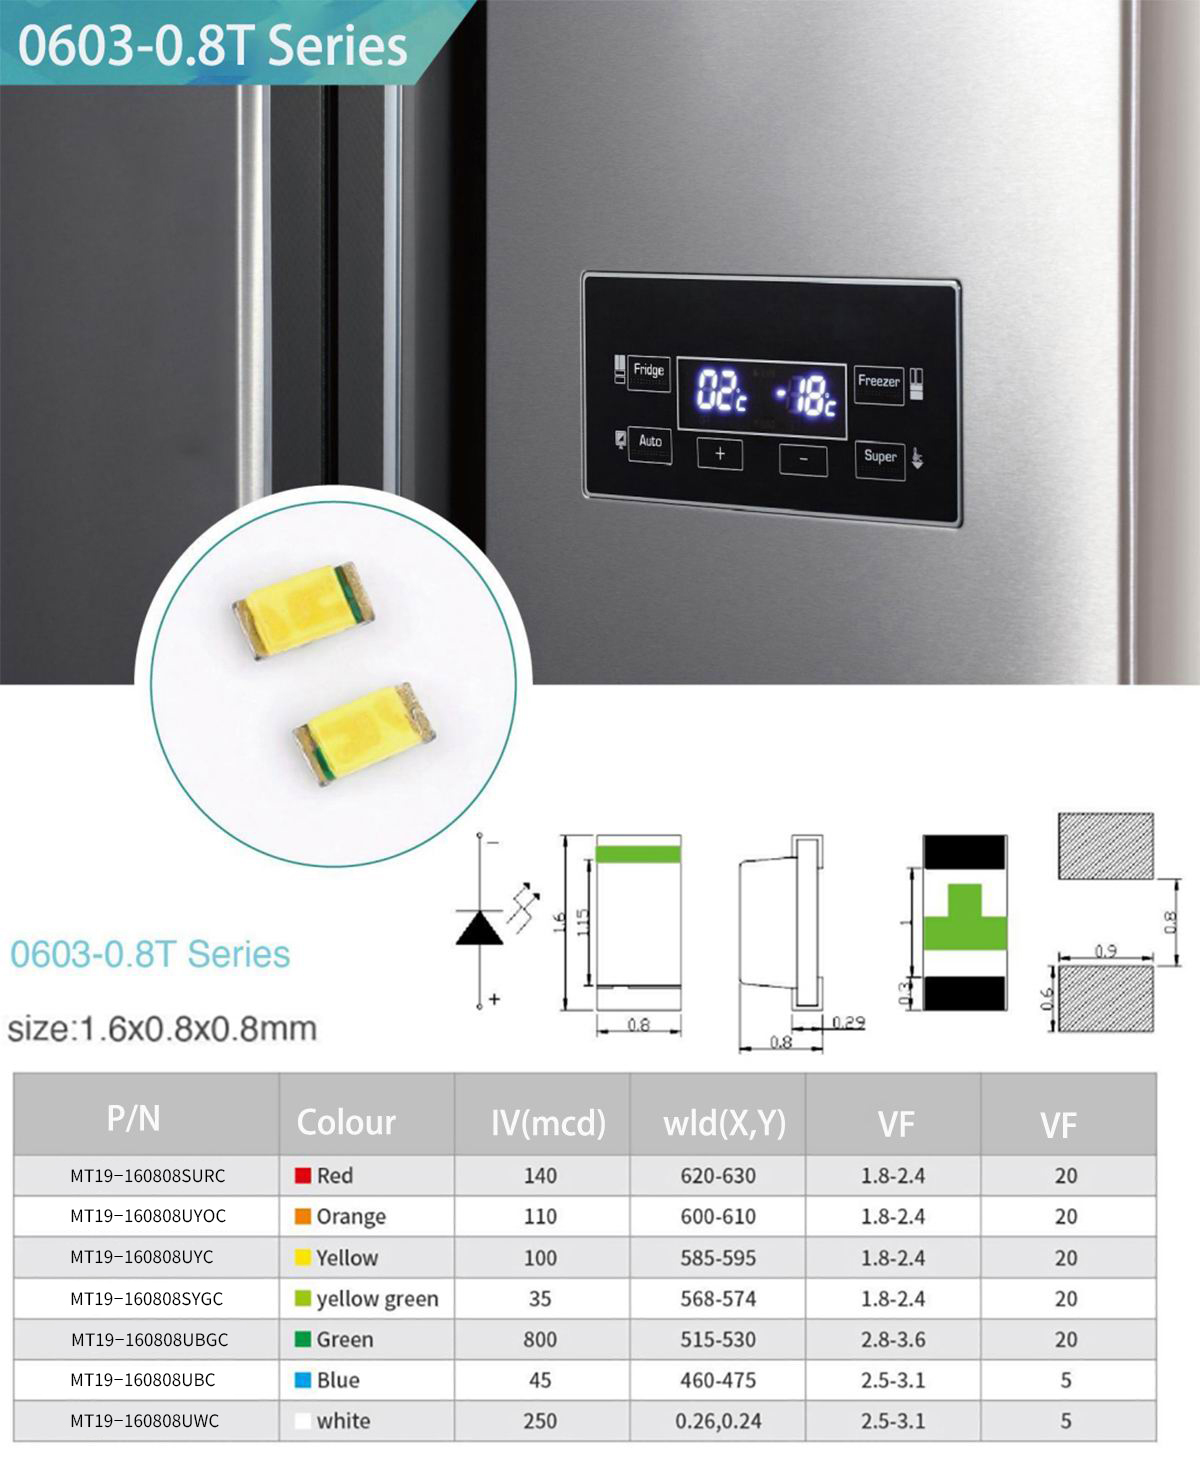 0603-0.8T Series
Fridge
02°c
-18°c
Freezer
Auto
+
-
Super
0603-0.8T Series
size:1.6x0.8x0.8mm
−
+
1.6
1.15
0.8
0.8
0.29
1
0.3
0.8
0.9
0.6
P/N Colour IV(mcd) wld(X,Y) VF VF
MT19-160808SURC Red 140 620-630 1.8-2.4 20
MT19-160808UYOC Orange 110 600-610 1.8-2.4 20
MT19-160808UYC Yellow 100 585-595 1.8-2.4 20
MT19-160808SYGC yellow green 35 568-574 1.8-2.4 20
MT19-160808UBGC Green 800 515-530 2.8-3.6 20
MT19-160808UBC Blue 45 460-475 2.5-3.1 5
MT19-160808UWC white 250 0.26,0.24 2.5-3.1 5